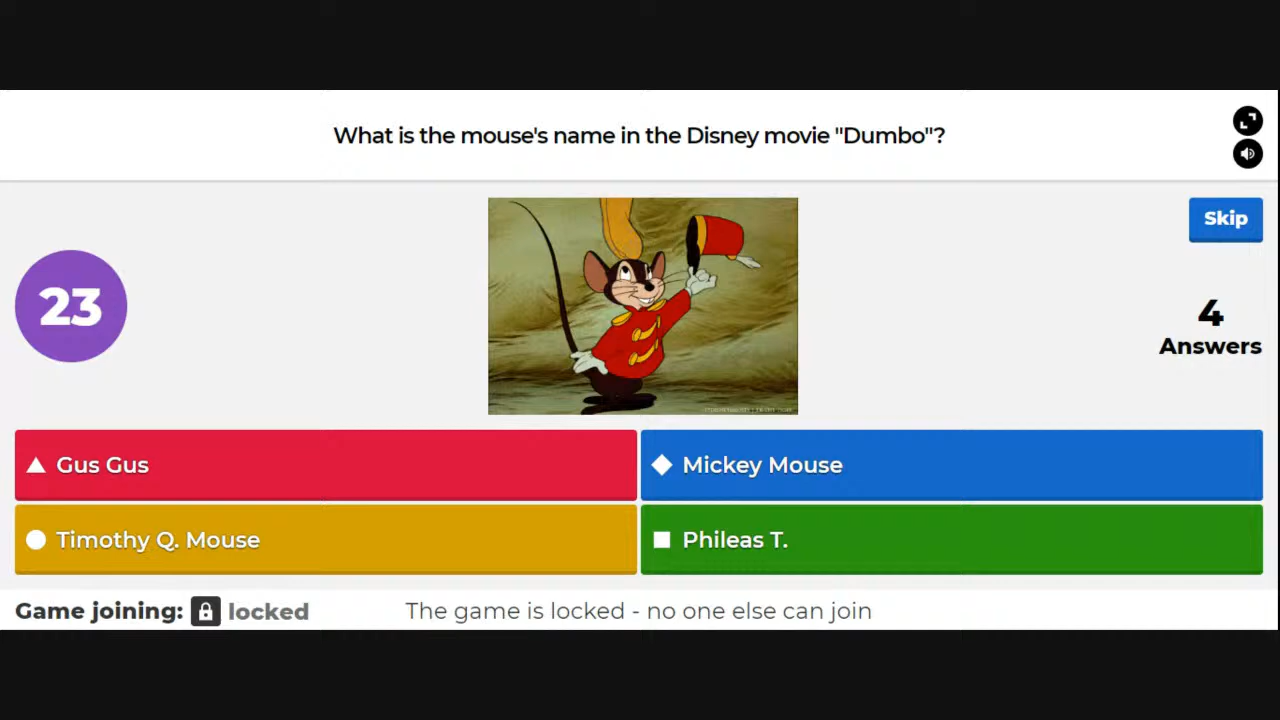 What is the mouse's name in the Disney movie "Dumbo"?
Skip
23
4
Answers
Gus Gus
Mickey Mouse
Timothy Q. Mouse
Phileas T.
Game joining: locked
The game is locked - no one else can join